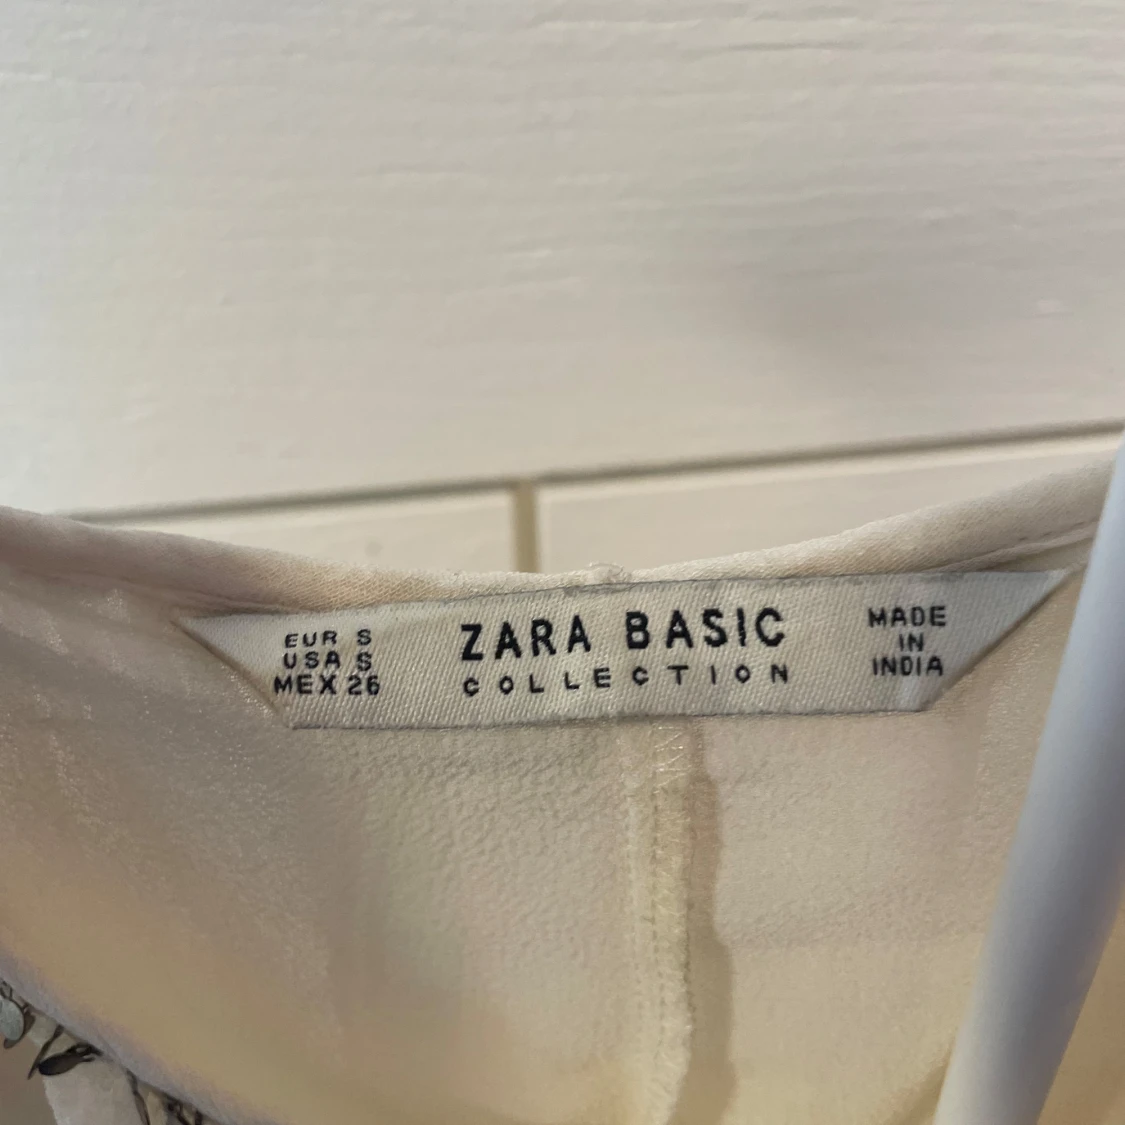 EUR S
USA S
MEX 26
ZARA BASIC
COLLECTION
MADE
IN
INDIA